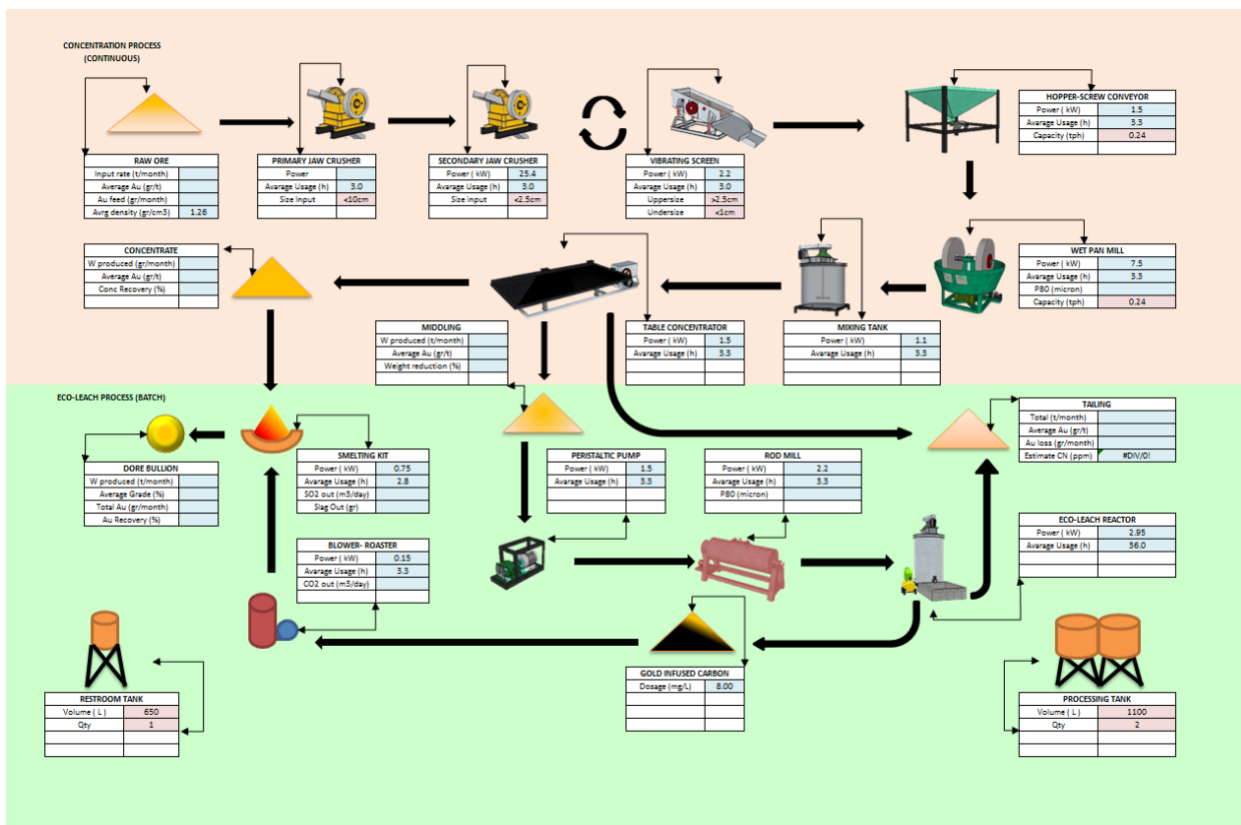 CONCENTRATION PROCESS
(CONTINUOUS)
HOPPER-SCREW CONVEYOR
Power (kW) 1.5
Avarage Usage (h) 3.3
Capacity (tph) 0.24
RAW ORE
Input rate (t/month)
Average Au (gr/t)
Au feed (gr/month)
Avrg density (gr/cm3) 1.26
PRIMARY JAW CRUSHER
Power
Avarage Usage (h) 3.0
Size Input <10cm
SECONDARY JAW CRUSHER
Power ( kW) 25.4
Avarage Usage (h) 3.0
Size input <2.5cm
VIBRATING SCREEN
Power ( kW) 2.2
Avarage Usage (h) 3.0
Uppersize >2.5cm
Undersize <1cm
CONCENTRATE
W produced (gr/month)
Average Au (gr/t)
Conc Recovery (%)
WET PAN MILL
Power ( kW) 7.5
Avarage Usage (h) 3.3
P80 (micron)
Capacity (tph) 0.24
MIDDLING
W produced (t/month)
Average Au (gr/t)
Weight reduction (%)
TABLE CONCENTRATOR
Power ( kW) 1.5
Avarage Usage (h) 3.3
MIXING TANK
Power ( kW) 1.1
Avarage Usage (h) 3.3
ECO-LEACH PROCESS (BATCH)
TAILING
Total (t/month)
Average Au (gr/t)
Au loss (gr/month)
Estimate CN (ppm) #DIV/0!
DORE BULLION
W produced (t/month)
Average Grade (%)
Total Au (gr/month)
Au Recovery (%)
SMELTING KIT
Power ( kW) 0.75
Avarage Usage (h) 2.8
SO2 out (m3/day)
Slag Out (gr)
PERISTALTIC PUMP
Power ( kW) 1.5
Avarage Usage (h) 3.3
ROD MILL
Power ( kW) 2.2
Avarage Usage (h) 3.3
P80 (micron)
ECO-LEACH REACTOR
Power ( kW) 2.95
Avarage Usage (h) 36.0
BLOWER- ROASTER
Power ( kW) 0.15
Avarage Usage (h) 3.3
CO2 out (m3/day)
GOLD INFUSED CARBON
Dosage (mg/L) 8.00
RESTROOM TANK
Volume ( L) 650
Qty 1
PROCESSING TANK
Volume ( L) 1100
Qty 2